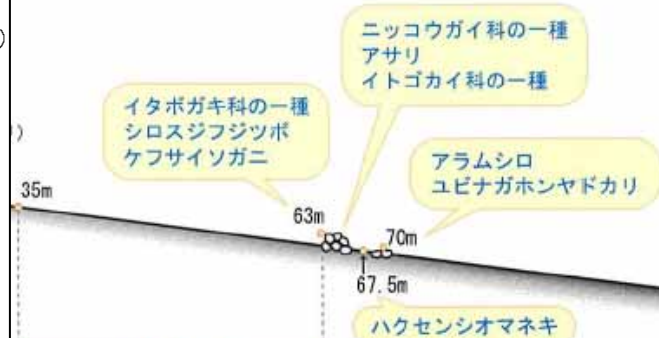 ニッコウガイ科の一種
アサリ
イトゴカイ科の一種
イタボガキ科の一種
シロスジフジツボ
ケフサイソガニ
アラムシロ
ユビナガホンヤドカリ
35m
63m
70m
67.5m
ハクセンシオマネキ